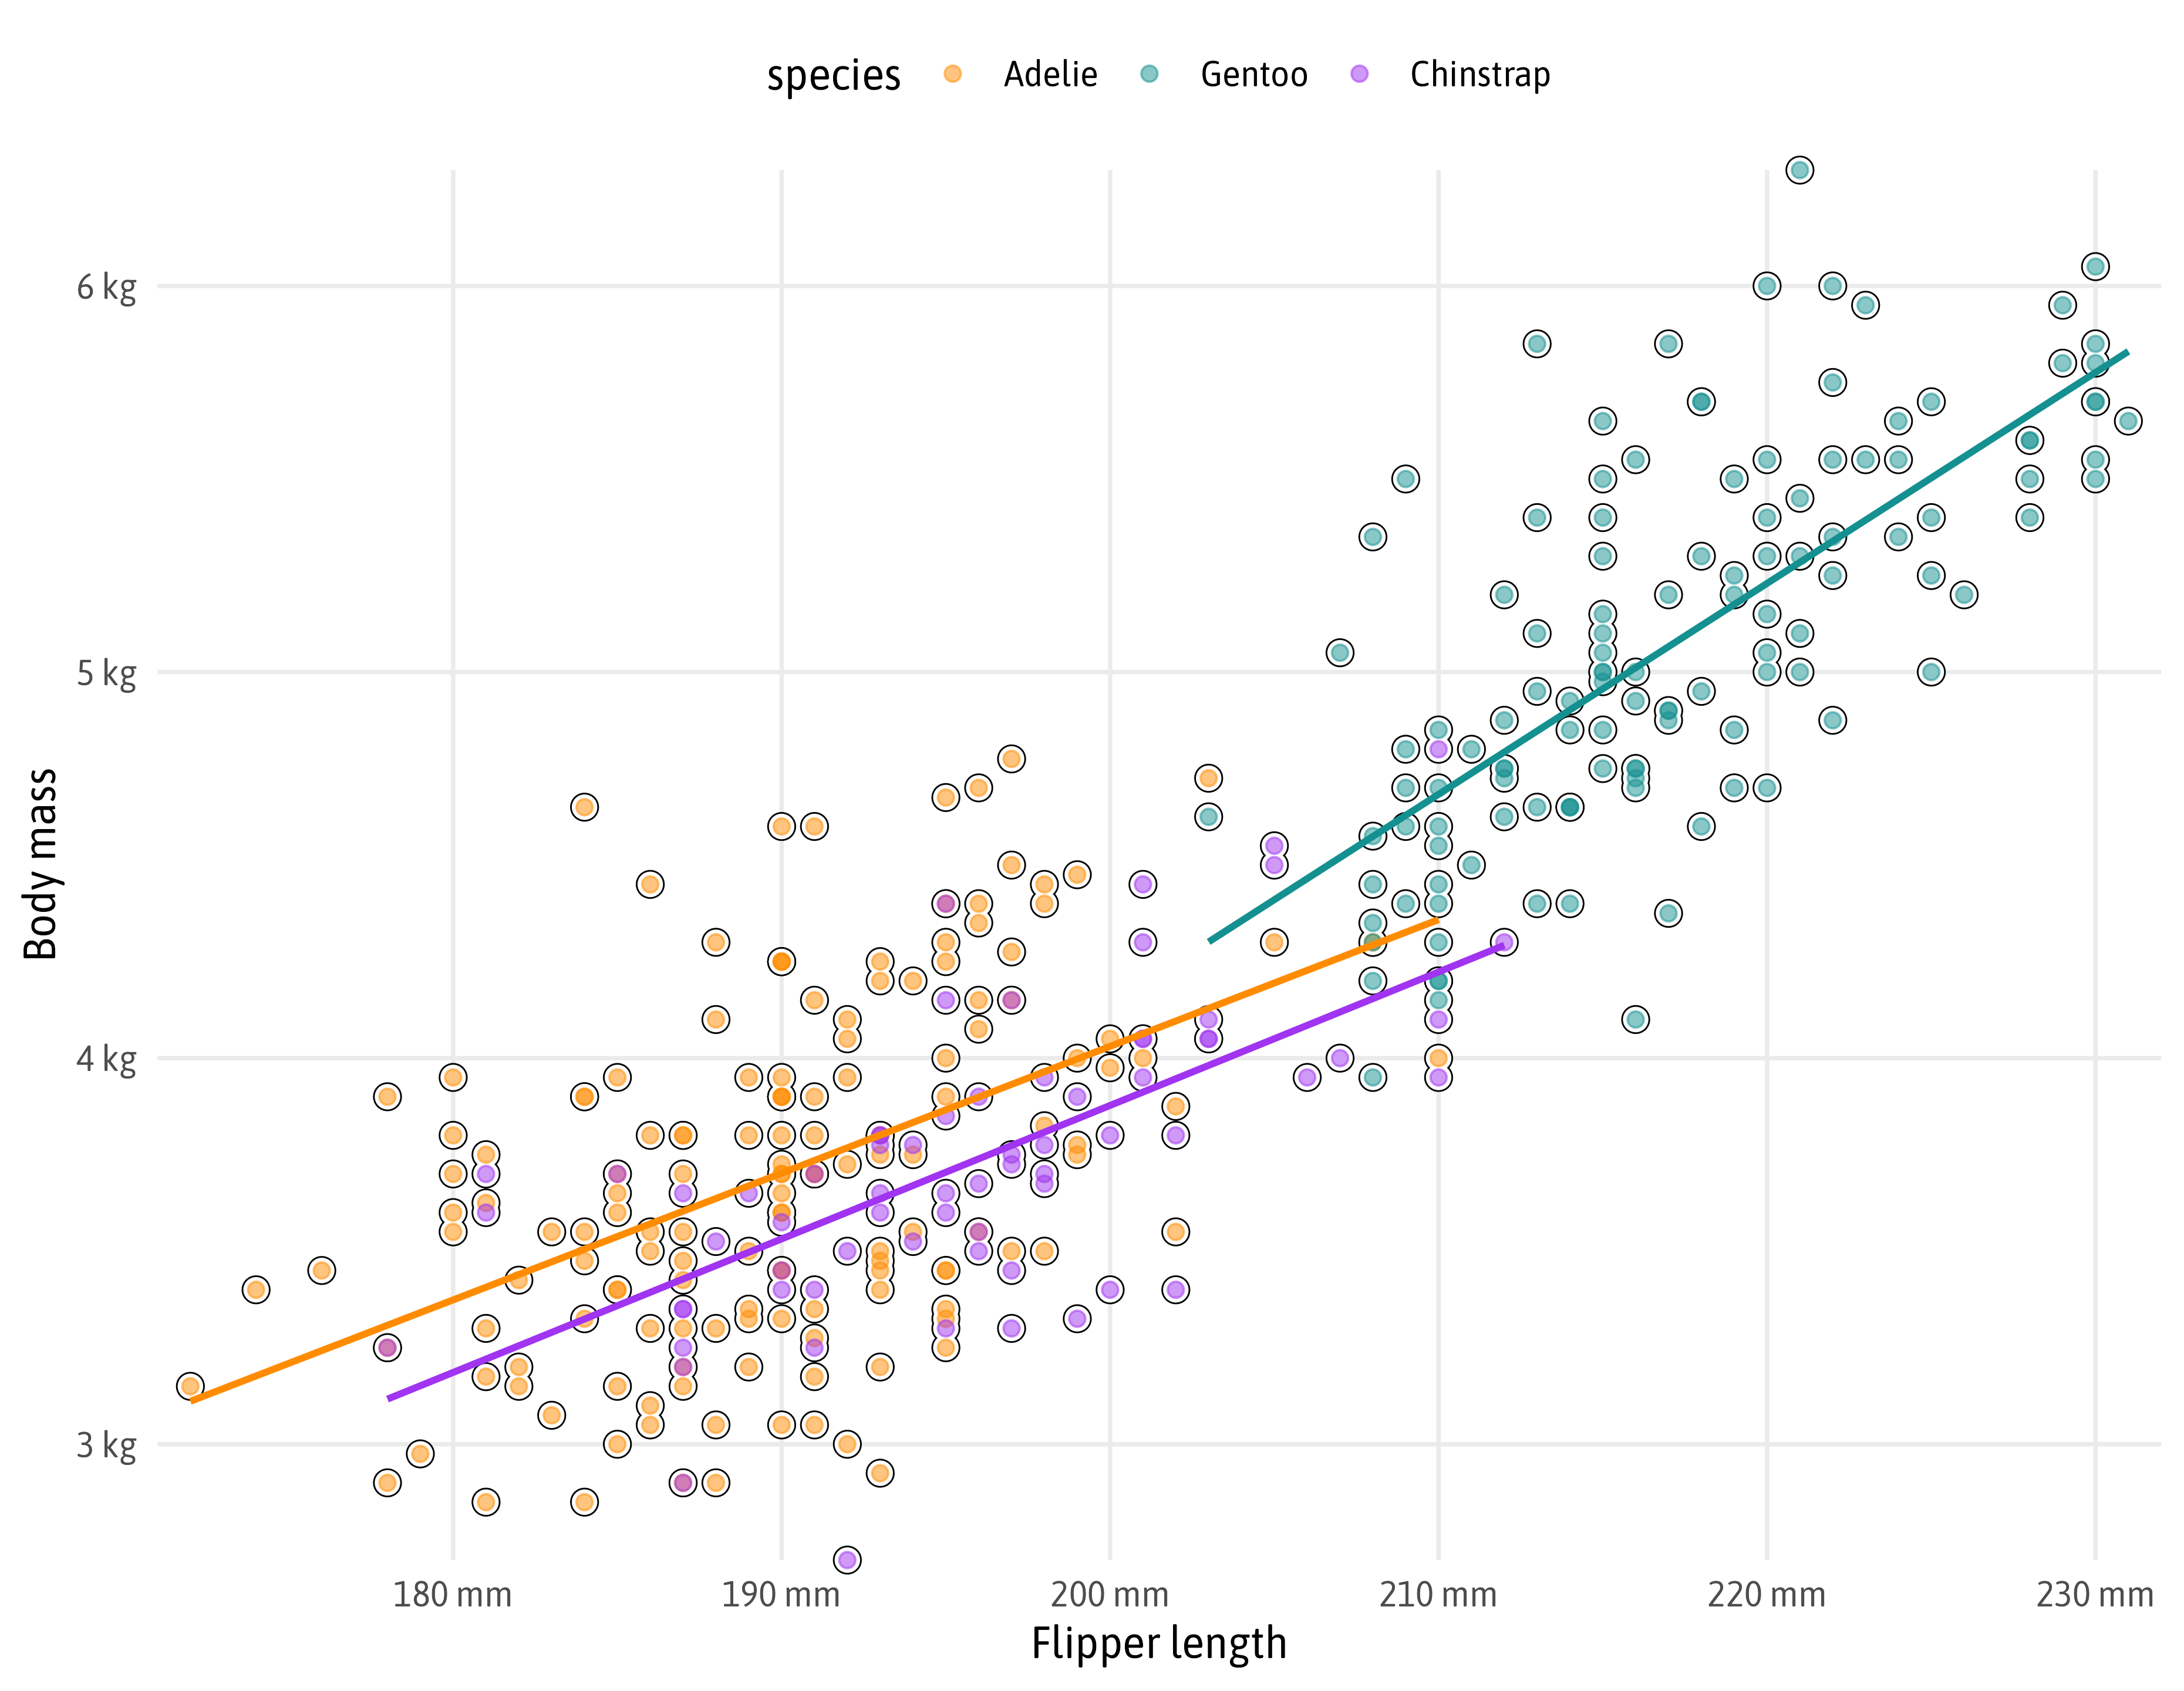 species Adelie Gentoo Chinstrap
6 kg
5 kg
4 kg
3 kg
Body mass
180 mm 190 mm 200 mm 210 mm 220 mm 230 mm
Flipper length